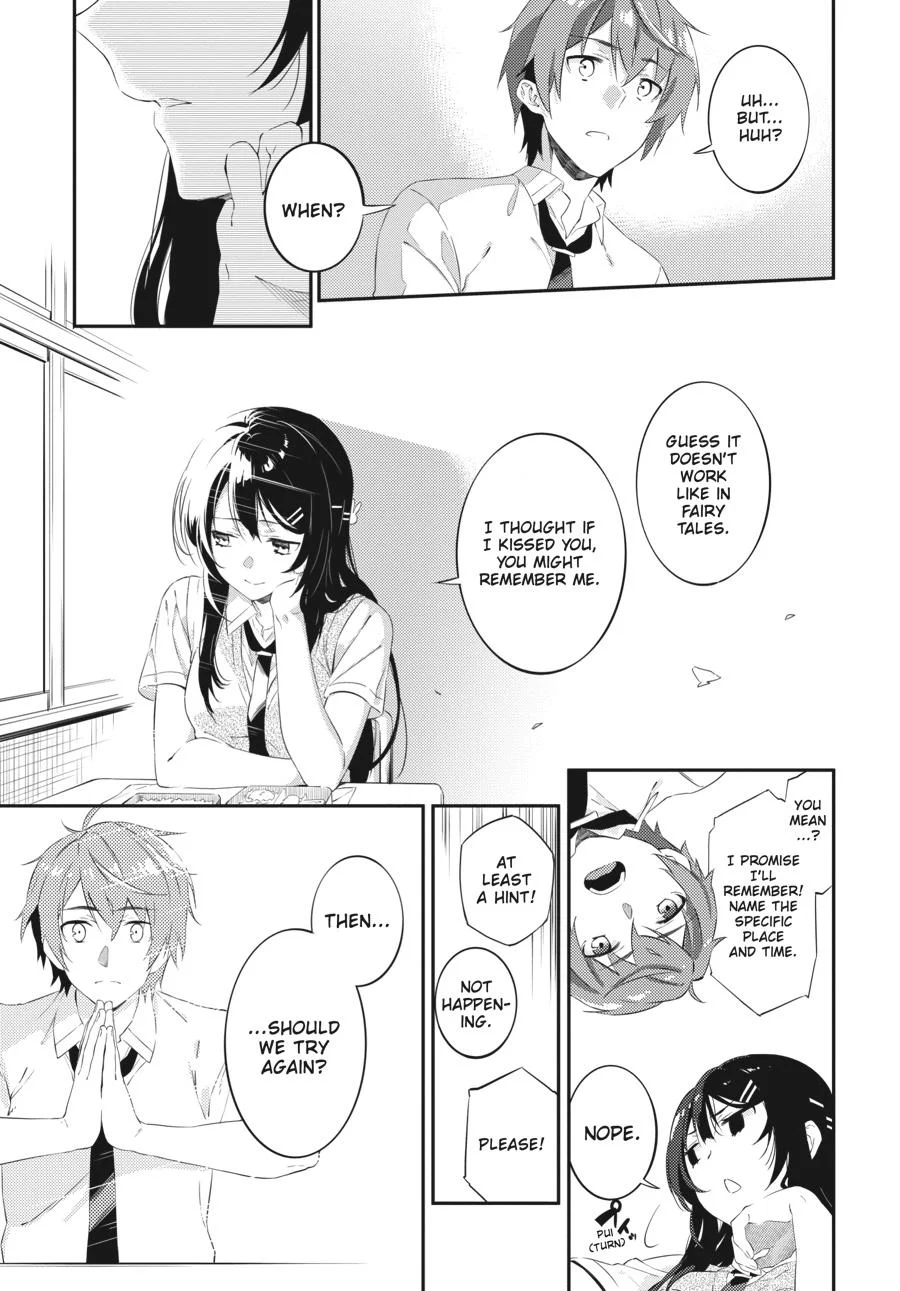 UH...
BUT...
HUH?
WHEN?
GUESS IT
DOESN'T
WORK
LIKE IN
FAIRY
TALES.
I THOUGHT IF
I KISSED YOU,
YOU MIGHT
REMEMBER ME.
YOU
MEAN
...?
I PROMISE
I'LL
REMEMBER!
NAME THE
SPECIFIC
PLACE
AND TIME.
NOPE.
プイ
PUI
(TURN)
AT
LEAST
A HINT!
NOT
HAPPEN-
ING.
PLEASE!
THEN...
...SHOULD
WE TRY
AGAIN?